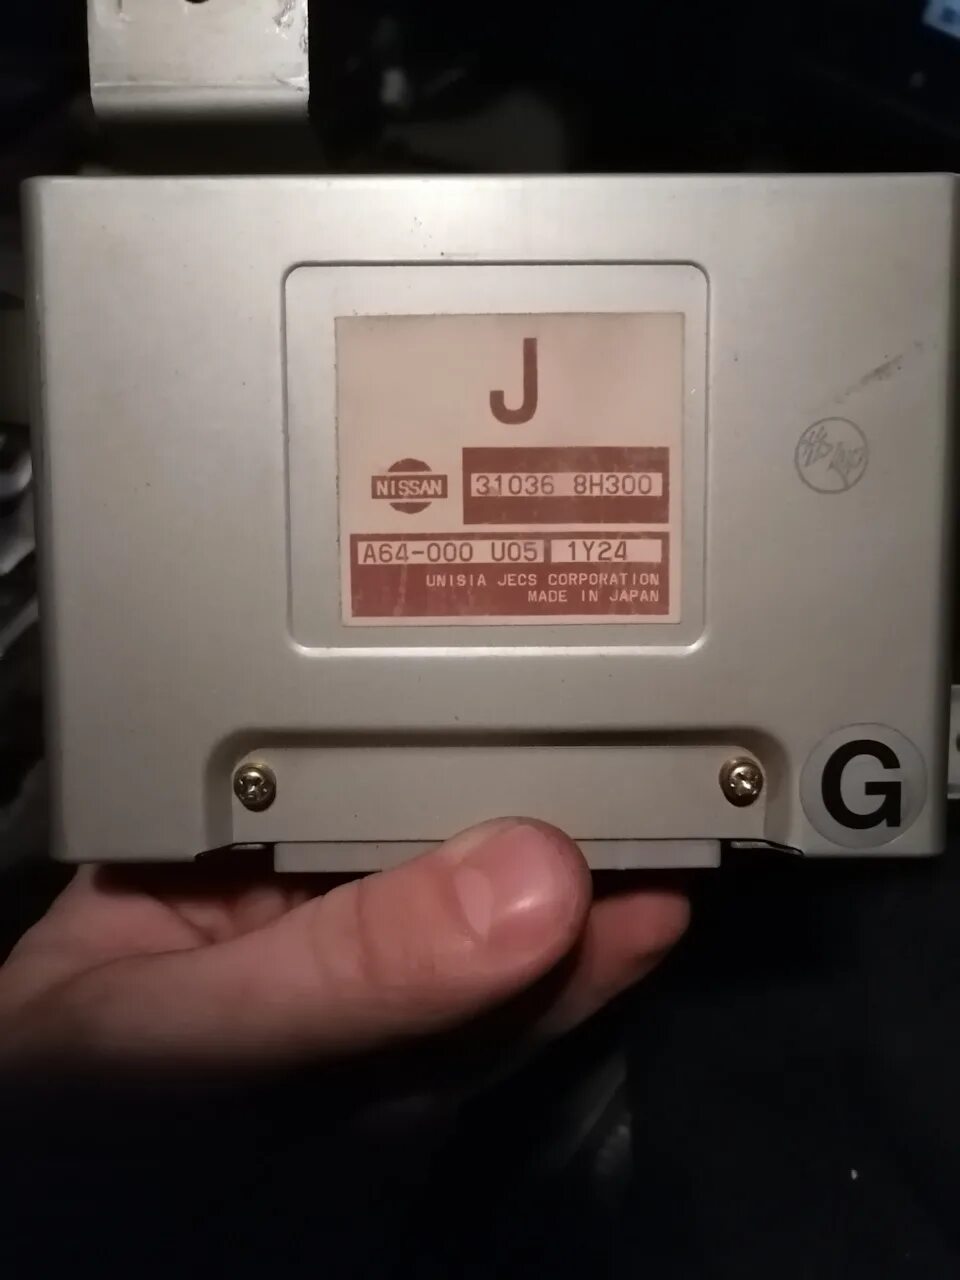 J
NISSAN
31036 8H300
A64-000 U05 1Y24
UNISIA JECS CORPORATION
MADE IN JAPAN
G